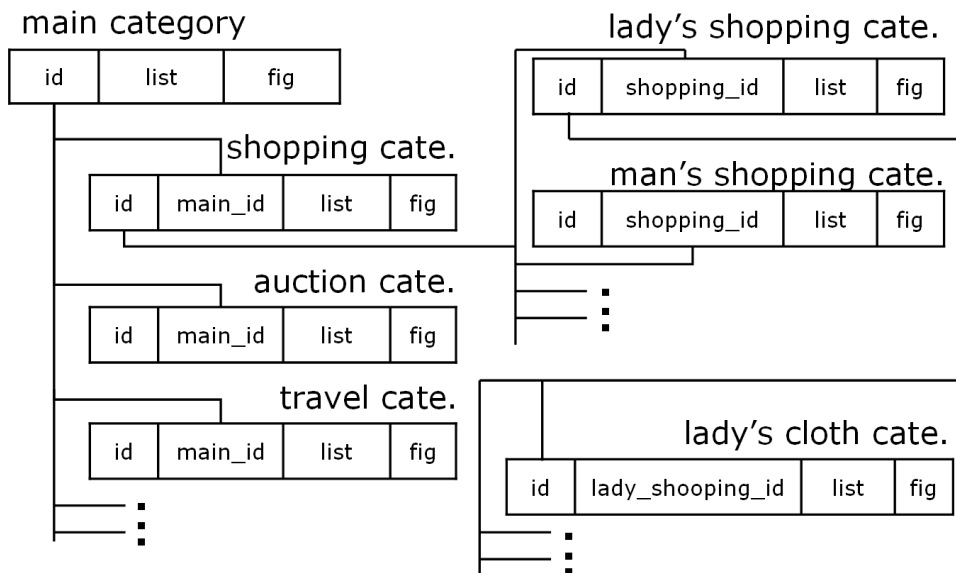 main category
id list fig
shopping cate.
id main_id list fig
auction cate.
id main_id list fig
travel cate.
id main_id list fig
lady's shopping cate.
id shopping_id list fig
man's shopping cate.
id shopping_id list fig
lady's cloth cate.
id lady_shooping_id list fig